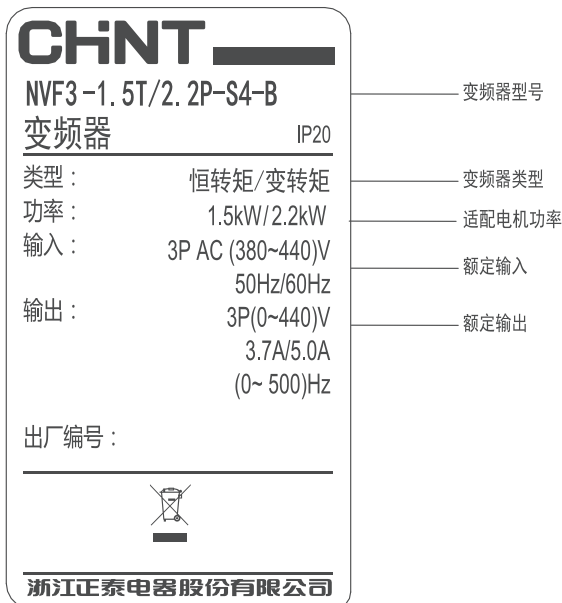 CHNT
NVF3-1.5T/2.2P-S4-B
变频器型号
变频器
IP20
类型：
恒转矩/变转矩
变频器类型
功率：
1.5kW/2.2kW
适配电机功率
输入：
3P AC (380~440)V
额定输入
50Hz/60Hz
输出：
3P(0~440)V
额定输出
3.7A/5.0A
(0~ 500)Hz
出厂编号：
浙江正泰电器股份有限公司